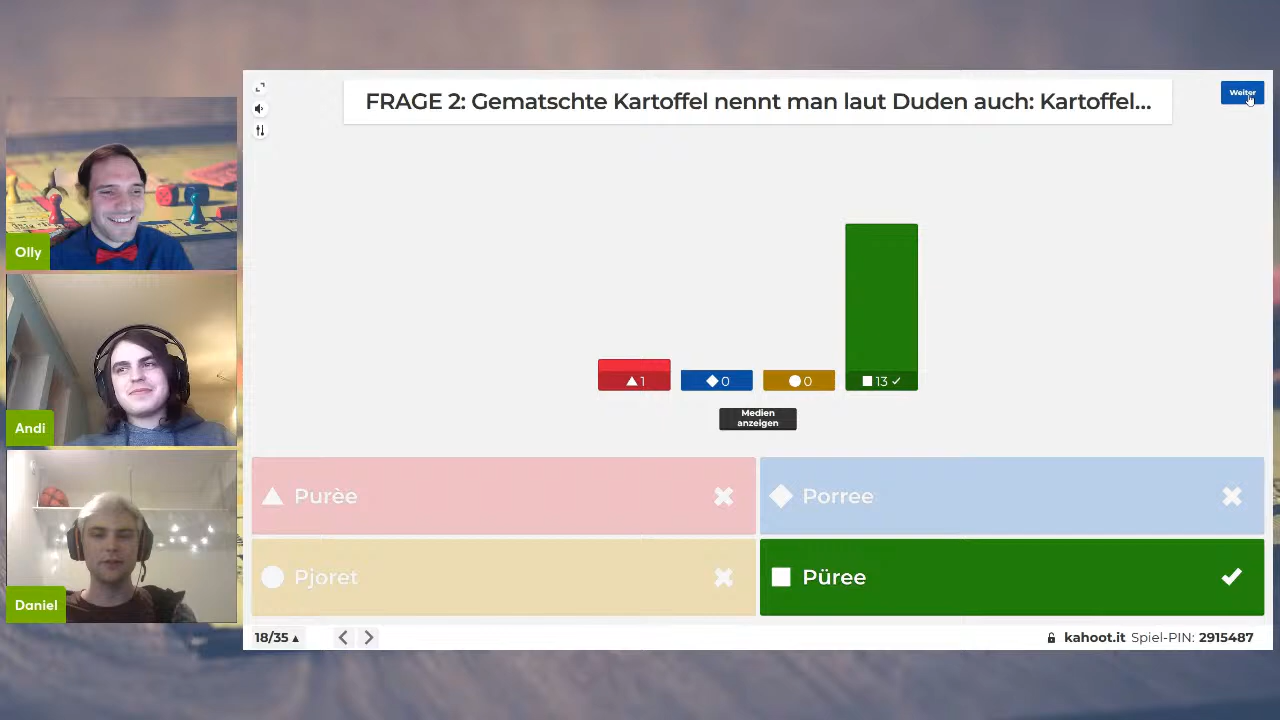 FRAGE 2: Gematschte Kartoffel nennt man laut Duden auch: Kartoffel...
Weiter
Olly
Andi
Daniel
1
0
0
13
Medien
anzeigen
Purèe
Porree
Pjoret
Püree
18/35
kahoot.it Spiel-PIN: 2915487